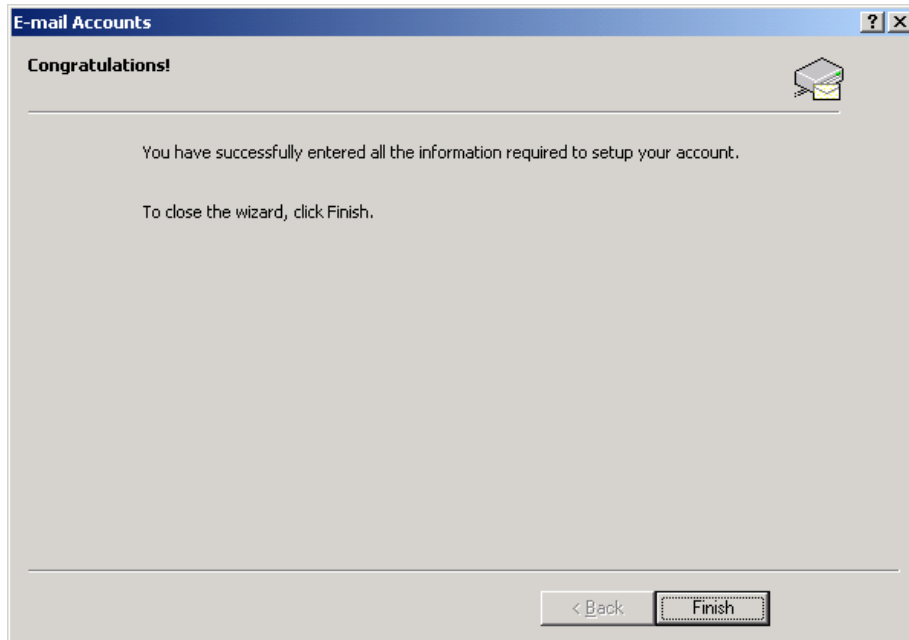 E-mail Accounts
Congratulations!
You have successfully entered all the information required to setup your account.
To close the wizard, click Finish.
< Back
Finish